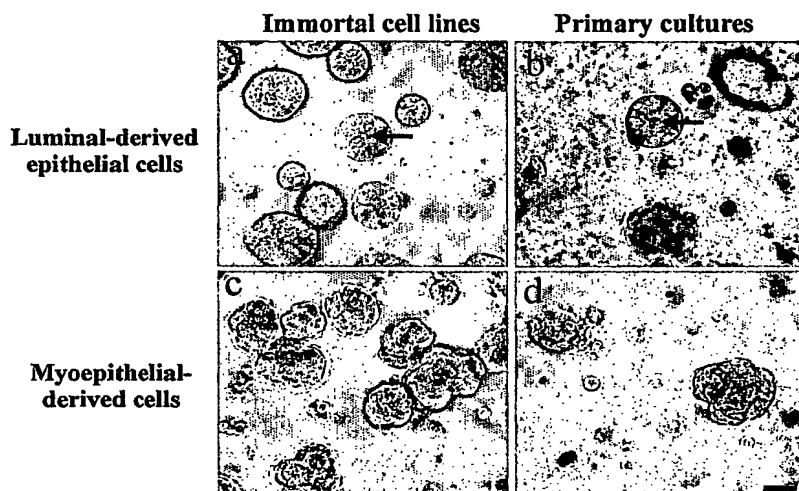 Immortal cell lines
Primary cultures
a
b
Luminal-derived
epithelial cells
c
d
Myoepithelial-
derived cells